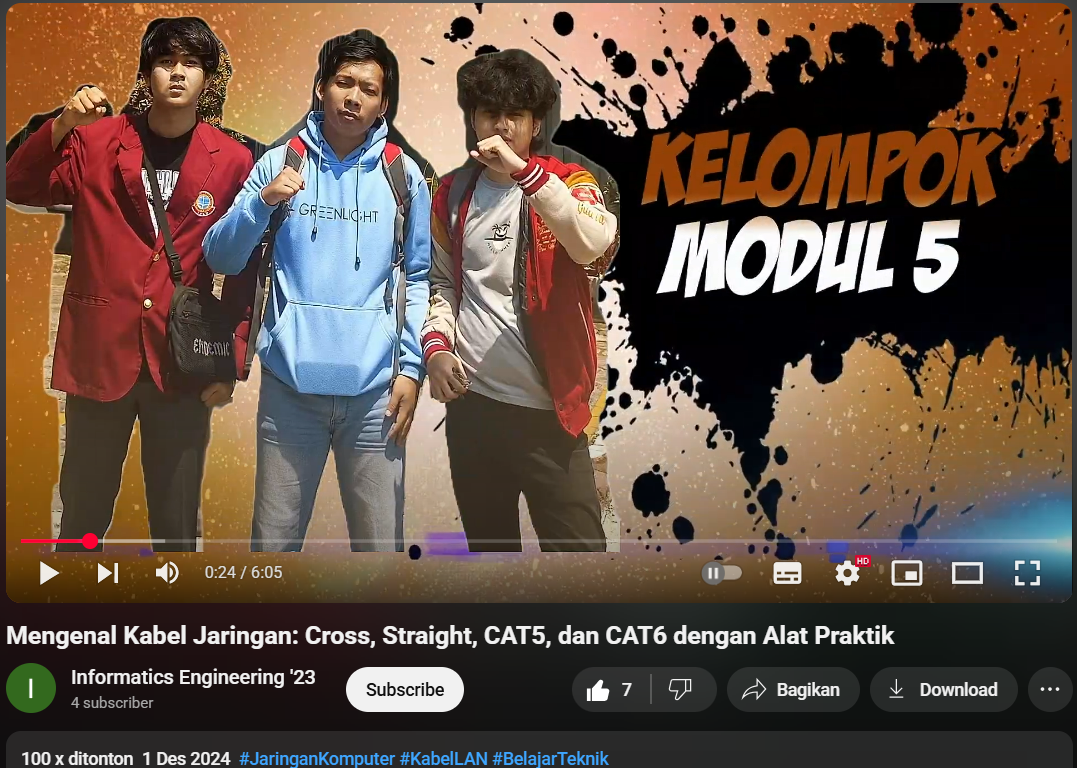 GREENLIGHT
ENDEMIC
KELOMPOK
MODUL 5
0:24 / 6:05
HD
Mengenal Kabel Jaringan: Cross, Straight, CAT5, dan CAT6 dengan Alat Praktik
I
Informatics Engineering '23
4 subscriber
Subscribe
7
Bagikan
Download
100 x ditonton 1 Des 2024 #JaringanKomputer #KabelLAN #BelajarTeknik